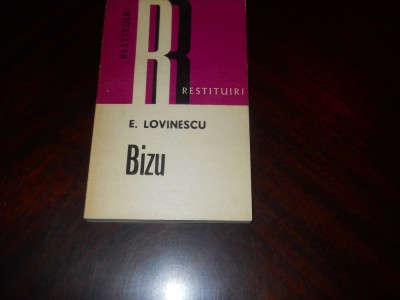 RESTITUIRI
R
RESTITUIRI
E. LOVINESCU
Bizu